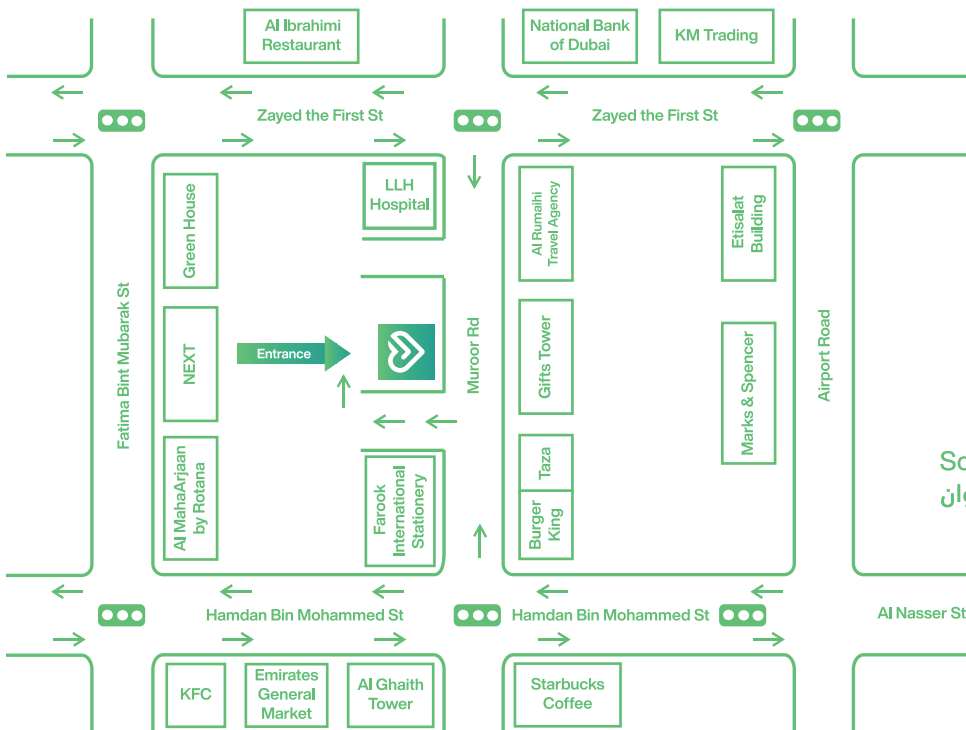 Al Ibrahimi
Restaurant
National Bank
of Dubai
KM Trading
Zayed the First St
Zayed the First St
LLH
Hospital
Green House
Al Rumaihi
Travel Agency
Etisalat
Building
Fatima Bint Mubarak St
NEXT
Entrance
Muroor Rd
Gifts Tower
Marks & Spencer
Airport Road
Al MahaArjaan
by Rotana
Farook
International
Stationery
Taza
Burger
King
Hamdan Bin Mohammed St
Hamdan Bin Mohammed St
Al Nasser St
KFC
Emirates
General
Market
Al Ghaith
Tower
Starbucks
Coffee